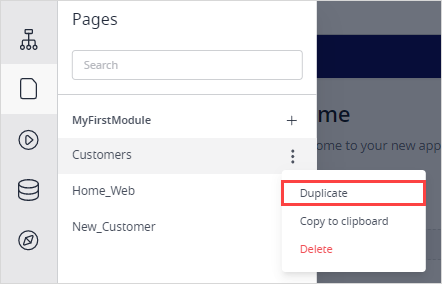 Pages
Search
MyFirstModule
Customers
Home_Web
New_Customer
Duplicate
Copy to clipboard
Delete
me
ome to your new app